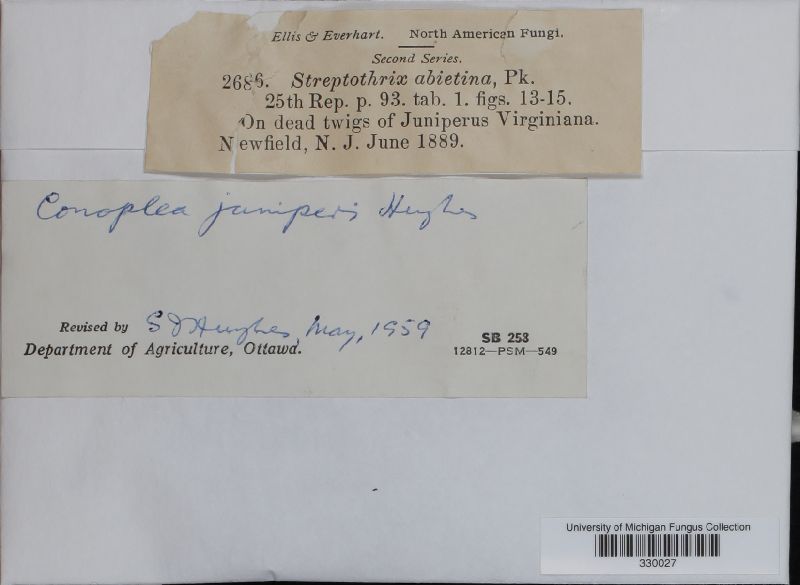 Ellis & Everhart. North American Fungi.
Second Series.
2686. Streptothrix abietina, Pk.
25th Rep. p. 93. tab. 1. figs. 13-15.
On dead twigs of Juniperus Virginiana.
Newfield, N. J. June 1889.
Conoplea juniperi Hughes
Revised by S J Hughes, May, 1959
Department of Agriculture, Ottawa.
SB 253
12812—PSM—549
University of Michigan Fungus Collection
330027